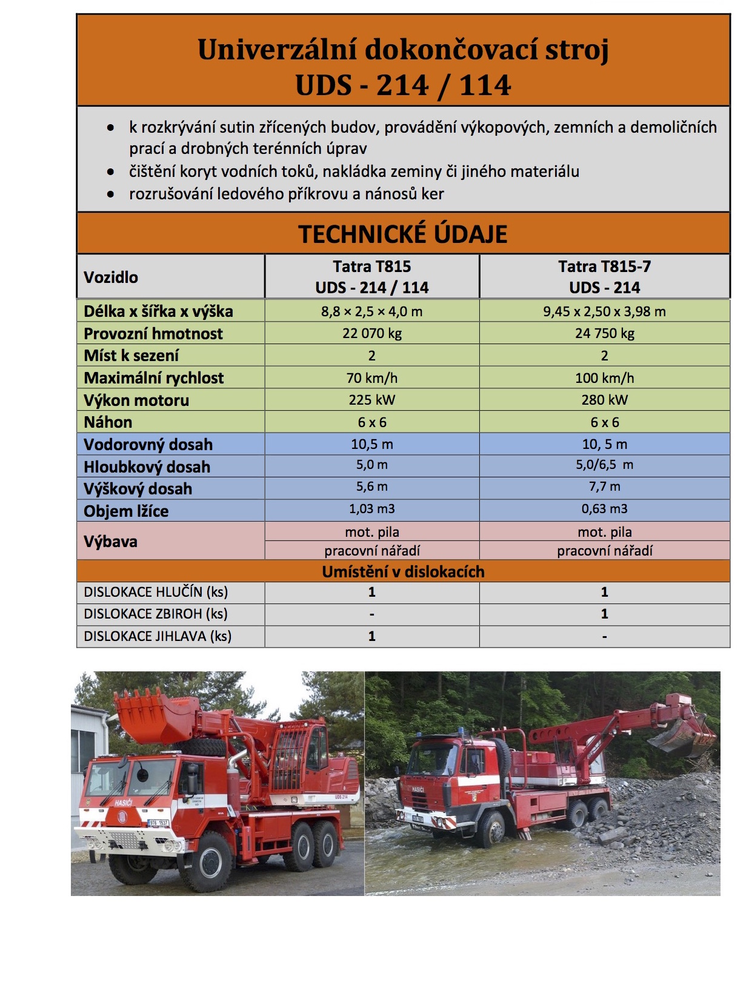 Univerzální dokončovací stroj
UDS - 214 / 114
• k rozkrývání sutin zřícených budov, provádění výkopových, zemních a demoličních
prací a drobných terénních úprav
• čištění koryt vodních toků, nakládka zeminy či jiného materiálu
• rozrušování ledového příkrovu a nánosů ker
TECHNICKÉ ÚDAJE
Vozidlo
Tatra T815
UDS - 214 / 114
Tatra T815-7
UDS - 214
Délka x šířka x výška 8,8 × 2,5 × 4,0 m 9,45 x 2,50 x 3,98 m
Provozní hmotnost 22 070 kg 24 750 kg
Míst k sezení 2 2
Maximální rychlost 70 km/h 100 km/h
Výkon motoru 225 kW 280 kW
Náhon 6 x 6 6 x 6
Vodorovný dosah 10,5 m 10, 5 m
Hloubkový dosah 5,0 m 5,0/6,5  m
Výškový dosah 5,6 m 7,7 m
Objem lžíce 1,03 m3 0,63 m3
Výbava
mot. pila mot. pila
pracovní nářadí pracovní nářadí
Umístění v dislokacích
DISLOKACE HLUČÍN (ks) 1 1
DISLOKACE ZBIROH (ks) - 1
DISLOKACE JIHLAVA (ks) 1 -
HASIČI
9T6 1537
UDS 214
HASIČI